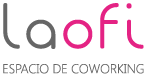 laofi
ESPACIO DE COWORKING